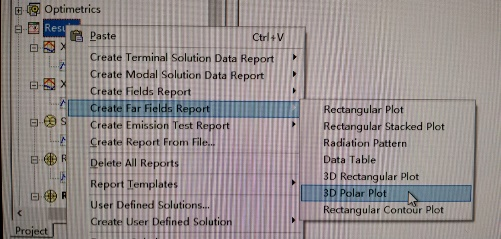 Optimetrics
Resu
Paste Ctrl+V
Create Terminal Solution Data Report
Create Modal Solution Data Report
Create Fields Report
Create Far Fields Report
Create Emission Test Report
Create Report From File...
Delete All Reports
Report Templates
User Defined Solutions...
Create User Defined Solution
Rectangular Plot
Rectangular Stacked Plot
Radiation Pattern
Data Table
3D Rectangular Plot
3D Polar Plot
Rectangular Contour Plot
X
X
S
R
R
Project